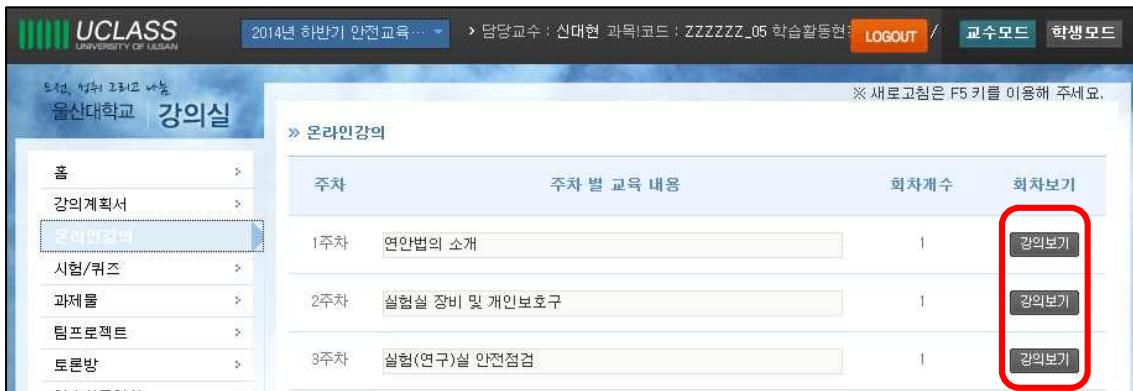 UCLASS
UNIVERSITY OF ULSAN
2014년 하반기 안전교육…
> 담당교수 : 신대현 과목!코드 : ZZZZZZ_05 학습활동현
LOGOUT /
교수모드
학생모드
도전, 성취 그리고 나눔
울산대학교 강의실
※ 새로고침은 F5 키를 이용해 주세요.
» 온라인강의
홈
강의계획서
온라인강의
시험/퀴즈
과제물
팀프로젝트
토론방
주차 주차 별 교육 내용 회차개수 회차보기
1주차 연안법의 소개 1 강의보기
2주차 실험실 장비 및 개인보호구 1 강의보기
3주차 실험(연구)실 안전점검 1 강의보기